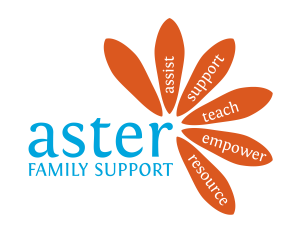 aster
FAMILY SUPPORT
assist
support
teach
empower
resource